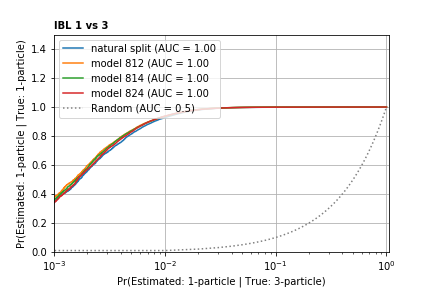 IBL 1 vs 3
Pr(Estimated: 1-particle | True: 1-particle)
1.4
1.2
1.0
0.8
0.6
0.4
0.2
0.0
natural split (AUC = 1.00
model 812 (AUC = 1.00
model 814 (AUC = 1.00
model 824 (AUC = 1.00
Random (AUC = 0.5)
10⁻³
10⁻²
10⁻¹
10⁰
Pr(Estimated: 1-particle | True: 3-particle)